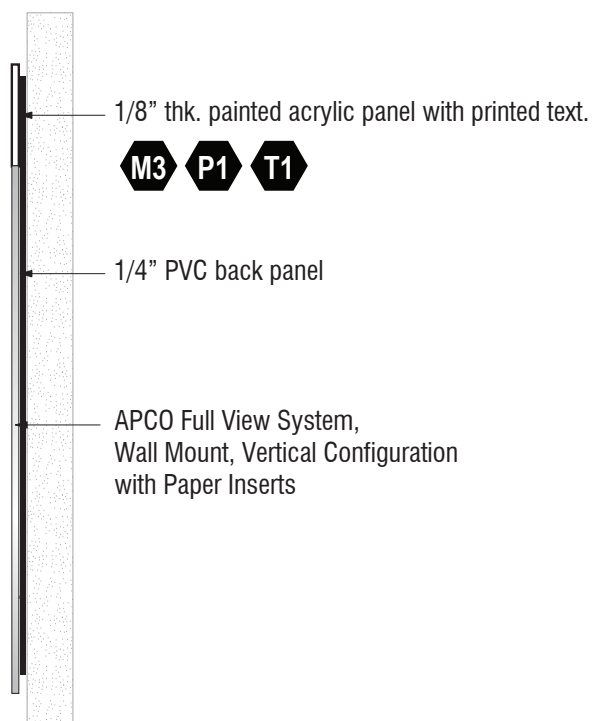 1/8” thk. painted acrylic panel with printed text.
M3 P1 T1
1/4” PVC back panel
APCO Full View System,
Wall Mount, Vertical Configuration
with Paper Inserts